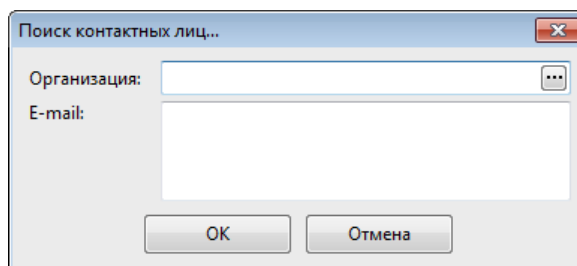 Поиск контактных лиц...
Организация:
...
E-mail:
OK
Отмена